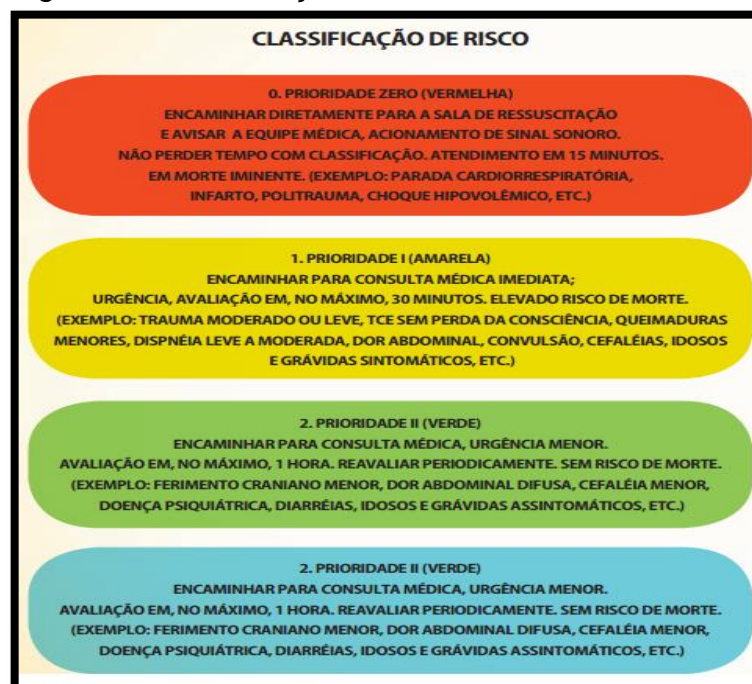 CLASSIFICAÇÃO DE RISCO
0. PRIORIDADE ZERO (VERMELHA)
ENCAMINHAR DIRETAMENTE PARA A SALA DE RESSUSCITAÇÃO
E AVISAR A EQUIPE MÉDICA, ACIONAMENTO DE SINAL SONORO.
NÃO PERDER TEMPO COM CLASSIFICAÇÃO. ATENDIMENTO EM 15 MINUTOS.
EM MORTE IMINENTE. (EXEMPLO: PARADA CARDIORRESPIRATÓRIA,
INFARTO, POLITRAUMA, CHOQUE HIPOVOLÊMICO, ETC.)
1. PRIORIDADE I (AMARELA)
ENCAMINHAR PARA CONSULTA MÉDICA IMEDIATA;
URGÊNCIA, AVALIAÇÃO EM, NO MÁXIMO, 30 MINUTOS. ELEVADO RISCO DE MORTE.
(EXEMPLO: TRAUMA MODERADO OU LEVE, TCE SEM PERDA DA CONSCIÊNCIA, QUEIMADURAS
MENORES, DISPNÉIA LEVE A MODERADA, DOR ABDOMINAL, CONVULSÃO, CEFALÉIAS, IDOSOS
E GRÁVIDAS SINTOMÁTICOS, ETC.)
2. PRIORIDADE II (VERDE)
ENCAMINHAR PARA CONSULTA MÉDICA, URGÊNCIA MENOR.
AVALIAÇÃO EM, NO MÁXIMO, 1 HORA. REAVALIAR PERIODICAMENTE. SEM RISCO DE MORTE.
(EXEMPLO: FERIMENTO CRANIANO MENOR, DOR ABDOMINAL DIFUSA, CEFALÉIA MENOR,
DOENÇA PSIQUIÁTRICA, DIARRÉIAS, IDOSOS E GRÁVIDAS ASSINTOMÁTICOS, ETC.)
2. PRIORIDADE II (VERDE)
ENCAMINHAR PARA CONSULTA MÉDICA, URGÊNCIA MENOR.
AVALIAÇÃO EM, NO MÁXIMO, 1 HORA. REAVALIAR PERIODICAMENTE. SEM RISCO DE MORTE.
(EXEMPLO: FERIMENTO CRANIANO MENOR, DOR ABDOMINAL DIFUSA, CEFALÉIA MENOR,
DOENÇA PSIQUIÁTRICA, DIARRÉIAS, IDOSOS E GRÁVIDAS ASSINTOMÁTICOS, ETC.)